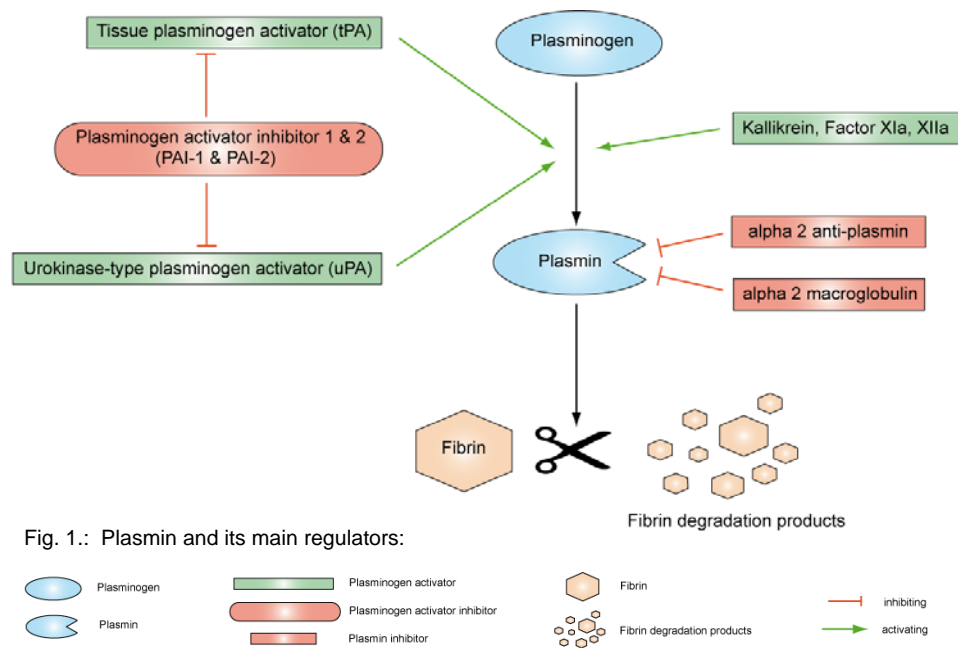 Tissue plasminogen activator (tPA)
Plasminogen
Plasminogen activator inhibitor 1 & 2
(PAI-1 & PAI-2)
Kallikrein, Factor XIa, XIIa
Urokinase-type plasminogen activator (uPA)
Plasmin
alpha 2 anti-plasmin
alpha 2 macroglobulin
Fibrin
Fibrin degradation products
Fig. 1.: Plasmin and its main regulators:
Plasminogen
Plasmin
Plasminogen activator
Plasminogen activator inhibitor
Plasmin inhibitor
Fibrin
Fibrin degradation products
inhibiting
activating